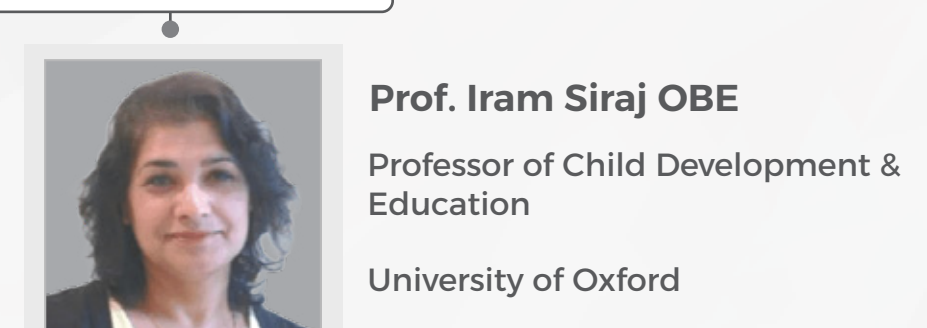 Prof. Iram Siraj OBE
Professor of Child Development &
Education
University of Oxford